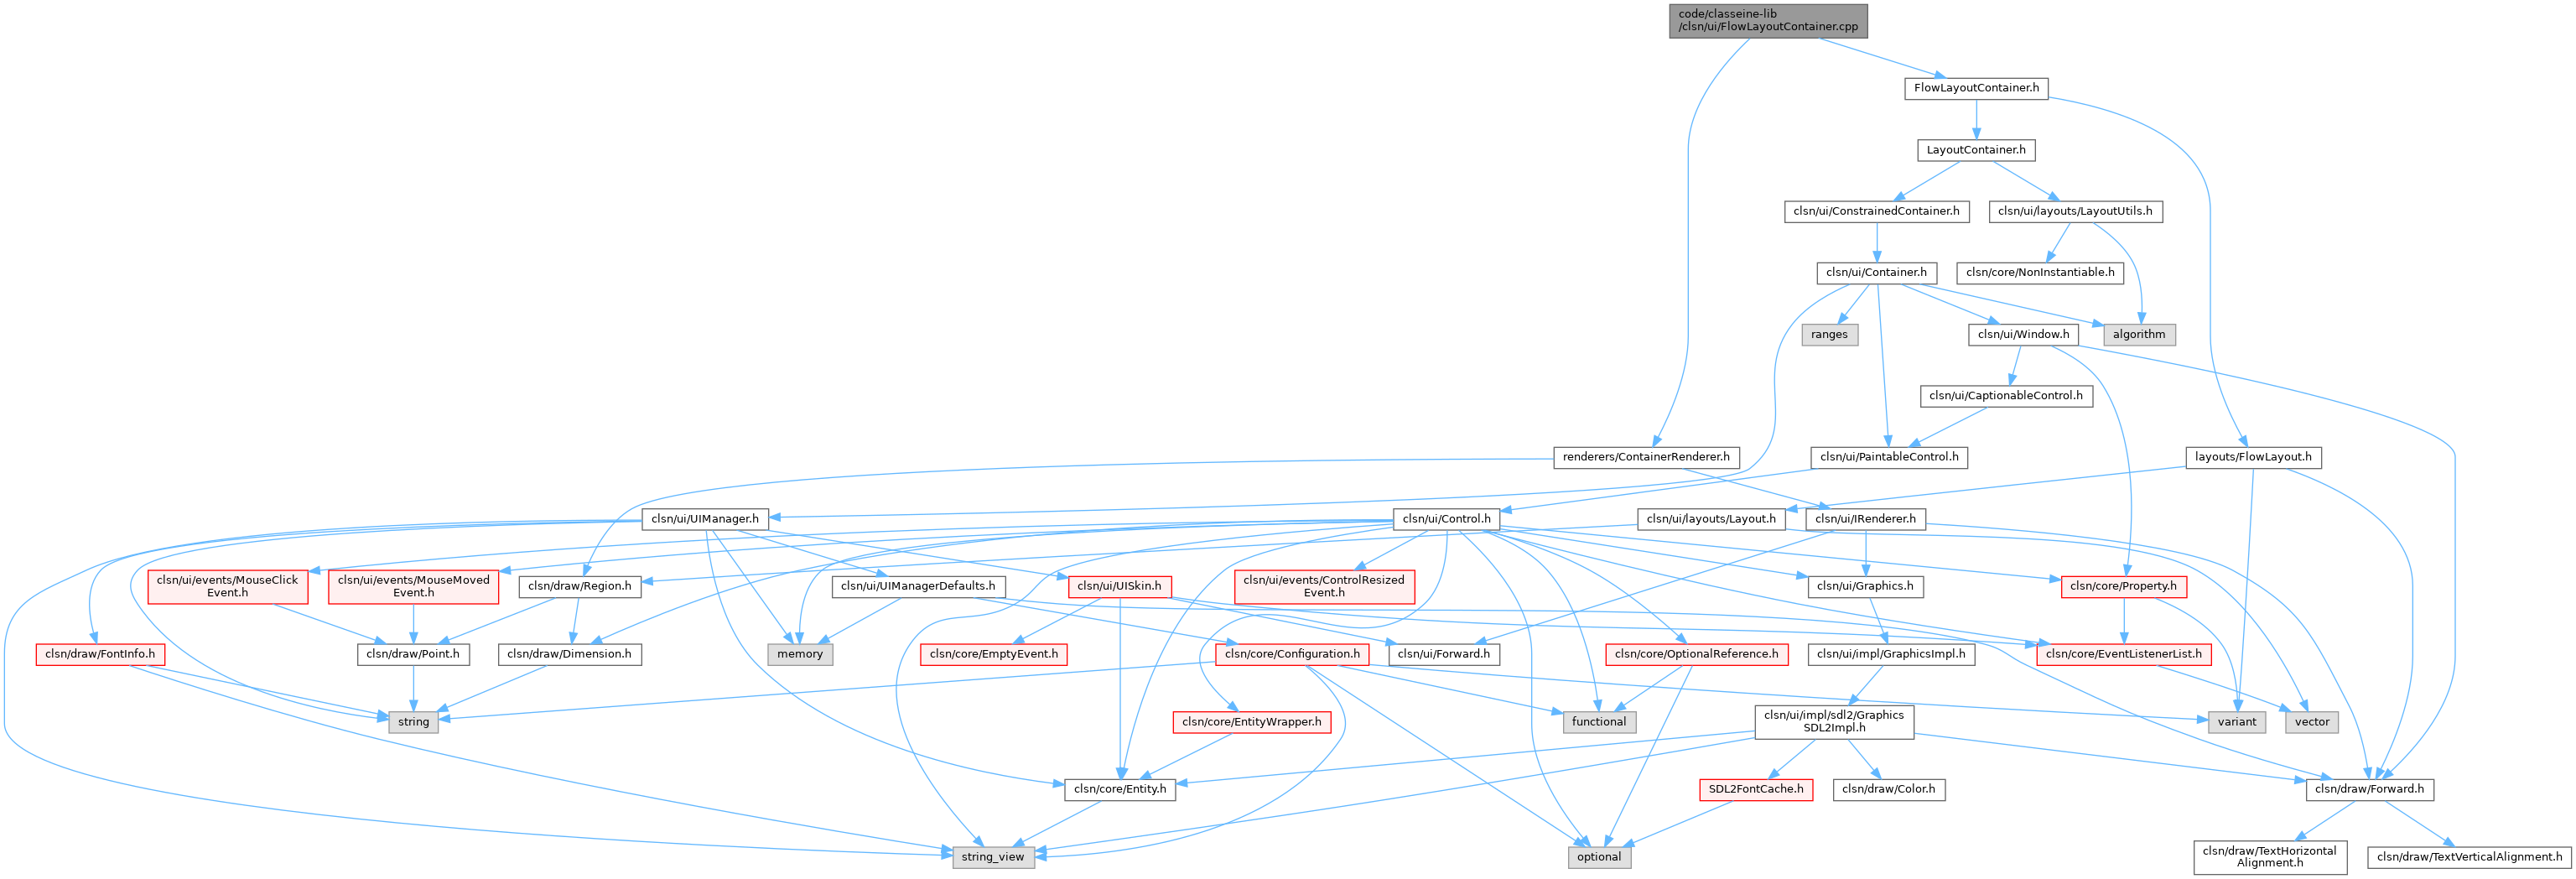 code/classeine-lib
/clsn/ui/FlowLayoutContainer.cpp
FlowLayoutContainer.h
LayoutContainer.h
clsn/ui/ConstrainedContainer.h
clsn/ui/layouts/LayoutUtils.h
clsn/ui/Container.h
clsn/core/NonInstantiable.h
ranges
clsn/ui/Window.h
algorithm
clsn/ui/CaptionableControl.h
renderers/ContainerRenderer.h
clsn/ui/PaintableControl.h
layouts/FlowLayout.h
clsn/ui/UIManager.h
clsn/ui/Control.h
clsn/ui/layouts/Layout.h
clsn/ui/IRenderer.h
clsn/ui/events/MouseClick
Event.h
clsn/ui/events/MouseMoved
Event.h
clsn/draw/Region.h
clsn/ui/UIManagerDefaults.h
clsn/ui/UISkin.h
clsn/ui/events/ControlResized
Event.h
clsn/ui/Graphics.h
clsn/core/Property.h
clsn/draw/FontInfo.h
clsn/draw/Point.h
clsn/draw/Dimension.h
memory
clsn/core/EmptyEvent.h
clsn/core/Configuration.h
clsn/ui/Forward.h
clsn/core/OptionalReference.h
clsn/ui/impl/GraphicsImpl.h
clsn/core/EventListenerList.h
string
clsn/core/EntityWrapper.h
functional
clsn/ui/impl/sdl2/Graphics
SDL2Impl.h
variant
vector
clsn/core/Entity.h
SDL2FontCache.h
clsn/draw/Color.h
clsn/draw/Forward.h
string_view
optional
clsn/draw/TextHorizontal
Alignment.h
clsn/draw/TextVerticalAlignment.h